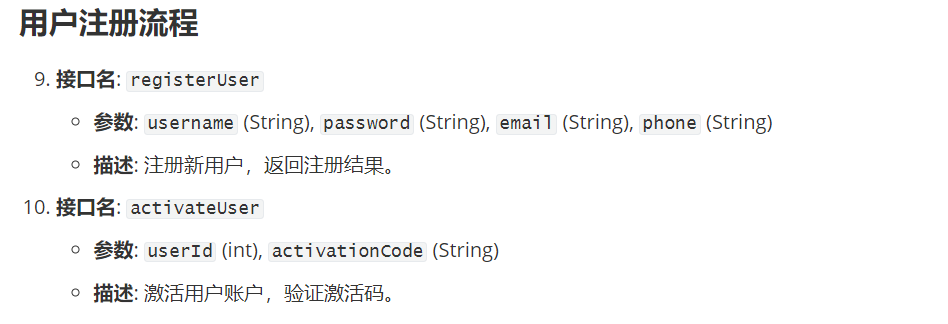 用户注册流程
9. 接口名: registerUser
○ 参数: username (String), password (String), email (String), phone (String)
○ 描述: 注册新用户，返回注册结果。
10. 接口名: activateUser
○ 参数: userId (int), activationCode (String)
○ 描述: 激活用户账户，验证激活码。